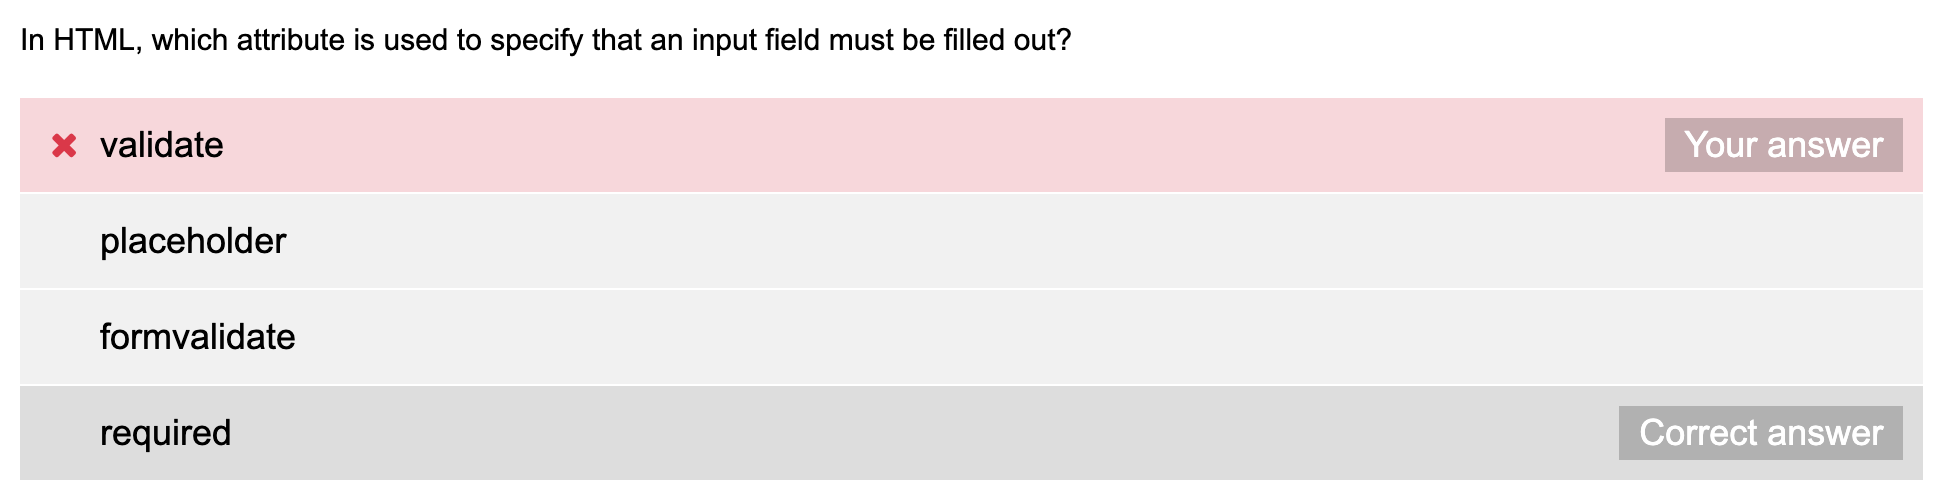 In HTML, which attribute is used to specify that an input field must be filled out?
validate Your answer
placeholder
formvalidate
required Correct answer